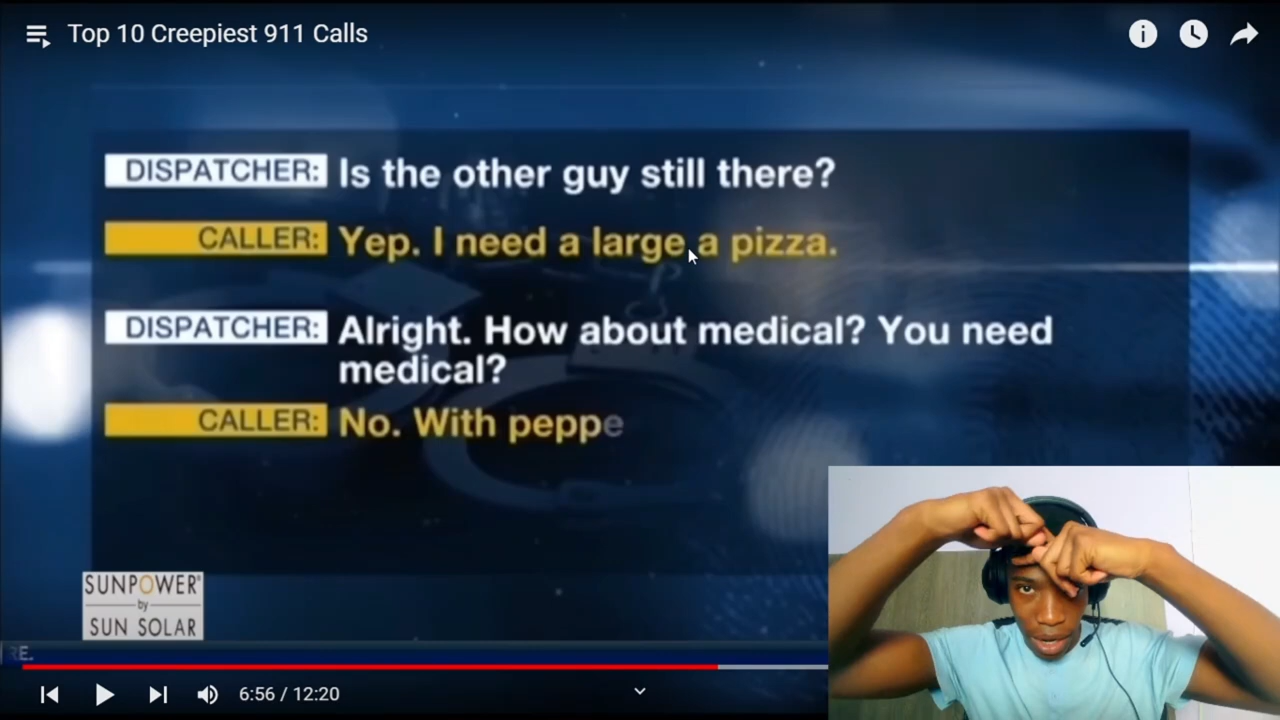 Top 10 Creepiest 911 Calls
DISPATCHER: Is the other guy still there?
CALLER: Yep. I need a large a pizza.
DISPATCHER: Alright. How about medical? You need
medical?
CALLER: No. With peppe
SUNPOWER®
by
SUN SOLAR
RE.
6:56 / 12:20